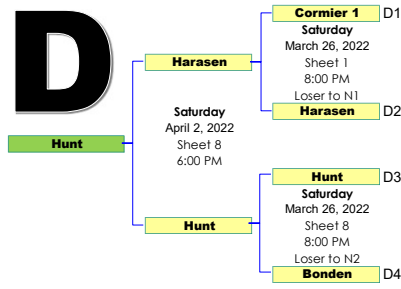 D
Cormier 1 D1
Saturday
March 26, 2022
Sheet 1
8:00 PM
Loser to N1
Harasen D2
Harasen
Saturday
April 2, 2022
Sheet 8
6:00 PM
Hunt
Hunt
Hunt D3
Saturday
March 26, 2022
Sheet 8
8:00 PM
Loser to N2
Bonden D4